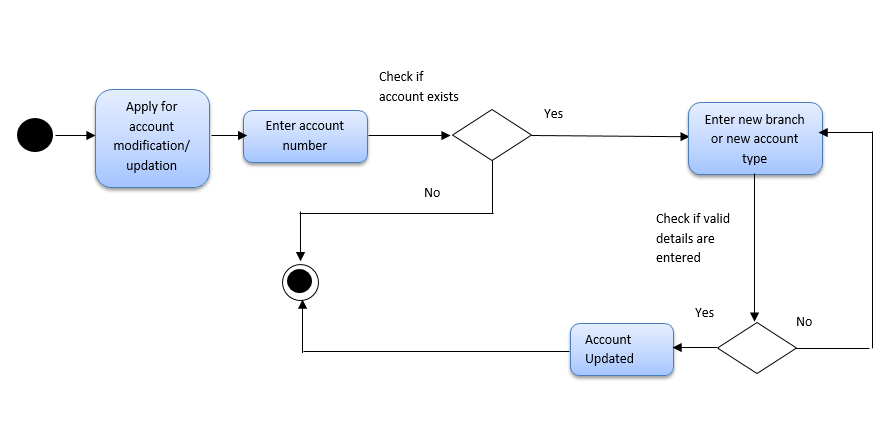 Apply for
account
modification/
updation
Enter account
number
Check if
account exists
Yes
Enter new branch
or new account
type
No
Check if valid
details are
entered
Yes
No
Account
Updated